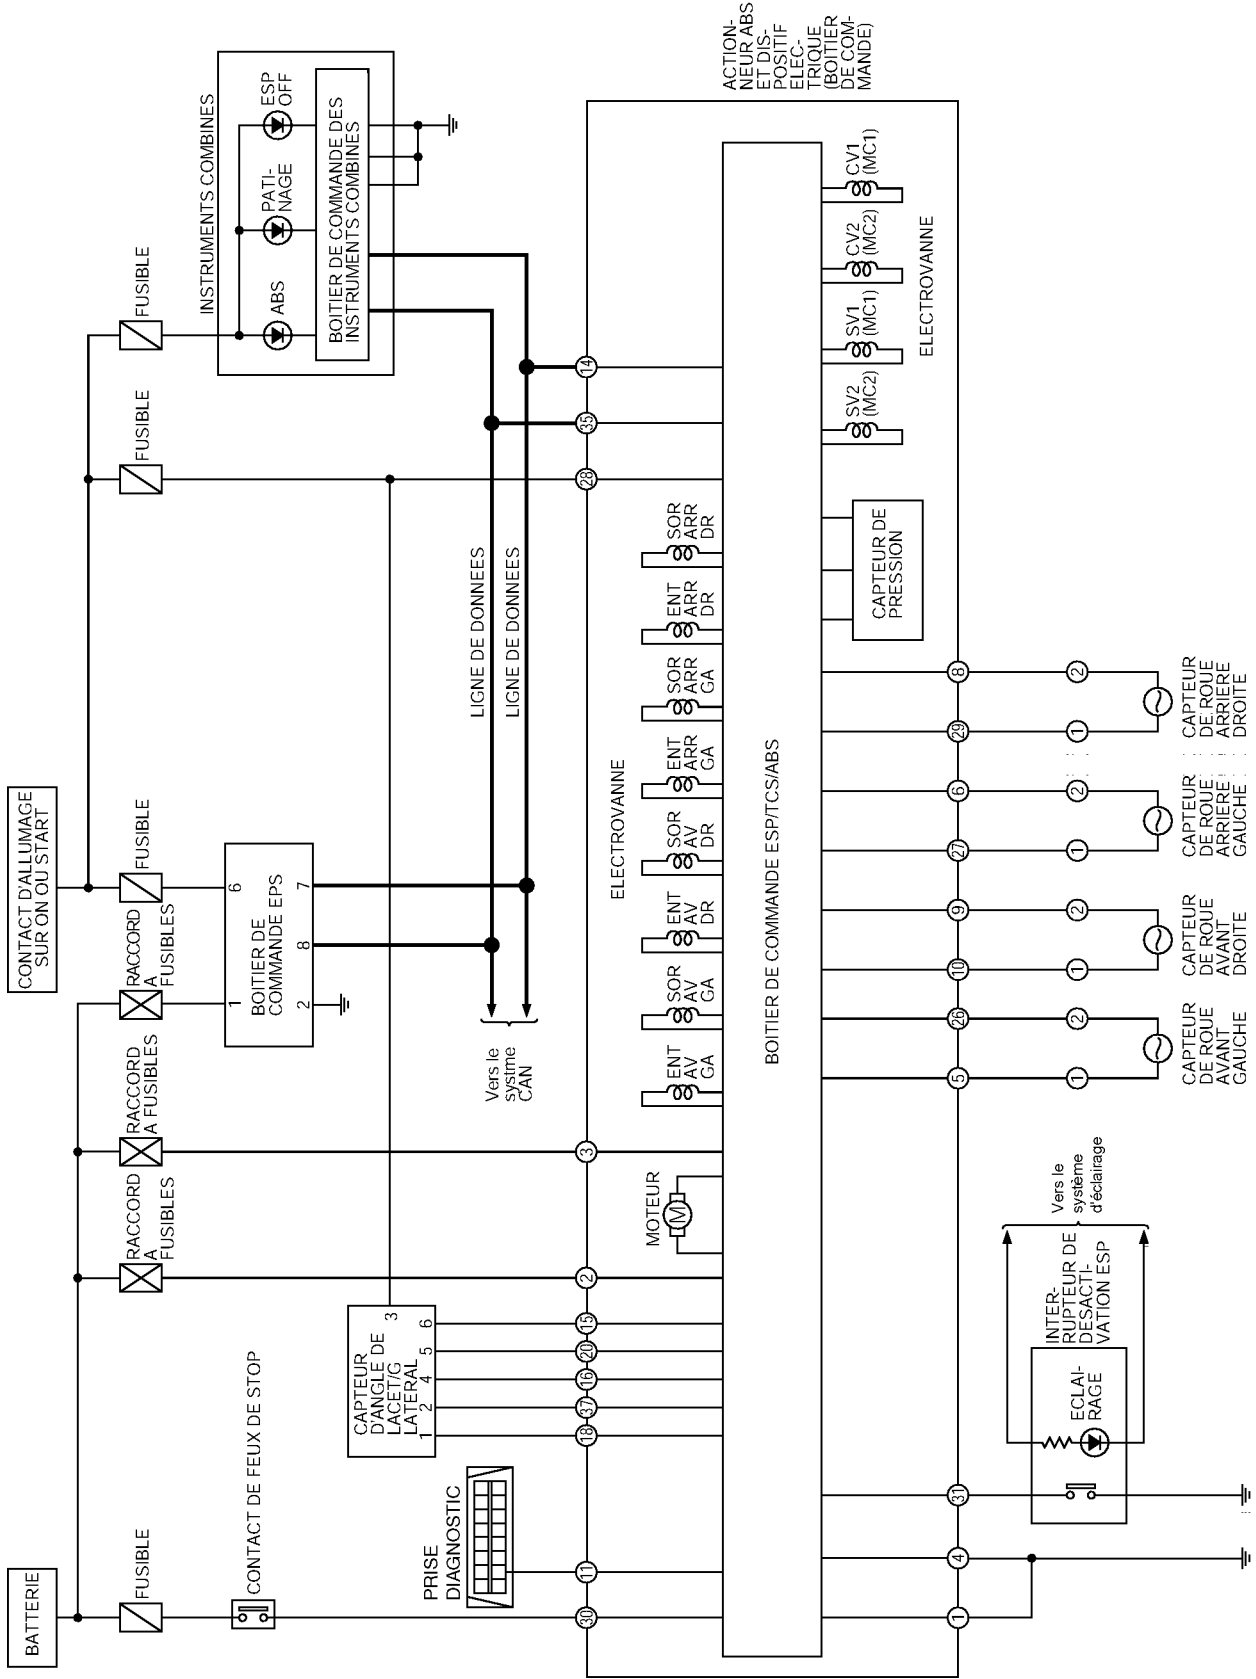 BATTERIE
CONTACT D'ALLUMAGE
SUR ON OU START
FUSIBLE
RACCORD
A
FUSIBLES
RACCORD
A FUSIBLES
RACCORD
A
FUSIBLES
FUSIBLE
FUSIBLE
FUSIBLE
CONTACT DE FEUX DE STOP
BOITIER DE
COMMANDE EPS
1
6
2
8
7
INSTRUMENTS COMBINES
ABS
PATI-
NAGE
ESP
OFF
BOITIER DE COMMANDE DES
INSTRUMENTS COMBINES
CAPTEUR
D'ANGLE DE
LACET/G
LATERAL
3
1
2
4
5
6
PRISE
DIAGNOSTIC
Vers le
systme
CAN
LIGNE DE DONNEES
LIGNE DE DONNEES
30
11
18
37
16
20
15
2
3
28
35
14
ACTION-
NEUR ABS
ET DIS-
POSITIF
ELEC-
TRIQUE
(BOITIER
DE COM-
MANDE)
MOTEUR
M
ELECTROVANNE
ENT
AV
GA
SOR
AV
GA
ENT
AV
DR
SOR
AV
DR
ENT
ARR
GA
SOR
ARR
GA
ENT
ARR
DR
SOR
ARR
DR
BOITIER DE COMMANDE ESP/TCS/ABS
CAPTEUR DE
PRESSION
SV2
(MC2)
SV1
(MC1)
CV2
(MC2)
CV1
(MC1)
ELECTROVANNE
1
4
31
5
26
10
9
27
6
29
8
1
2
1
2
1
2
1
2
INTER-
RUPTEUR DE
DESACTI-
VATION ESP
ECLAI-
RAGE
Vers le
système
d'éclairage
CAPTEUR
DE ROUE
AVANT
GAUCHE
CAPTEUR
DE ROUE
AVANT
DROITE
CAPTEUR
DE ROUE
ARRIERE
GAUCHE
CAPTEUR
DE ROUE
ARRIERE
DROITE